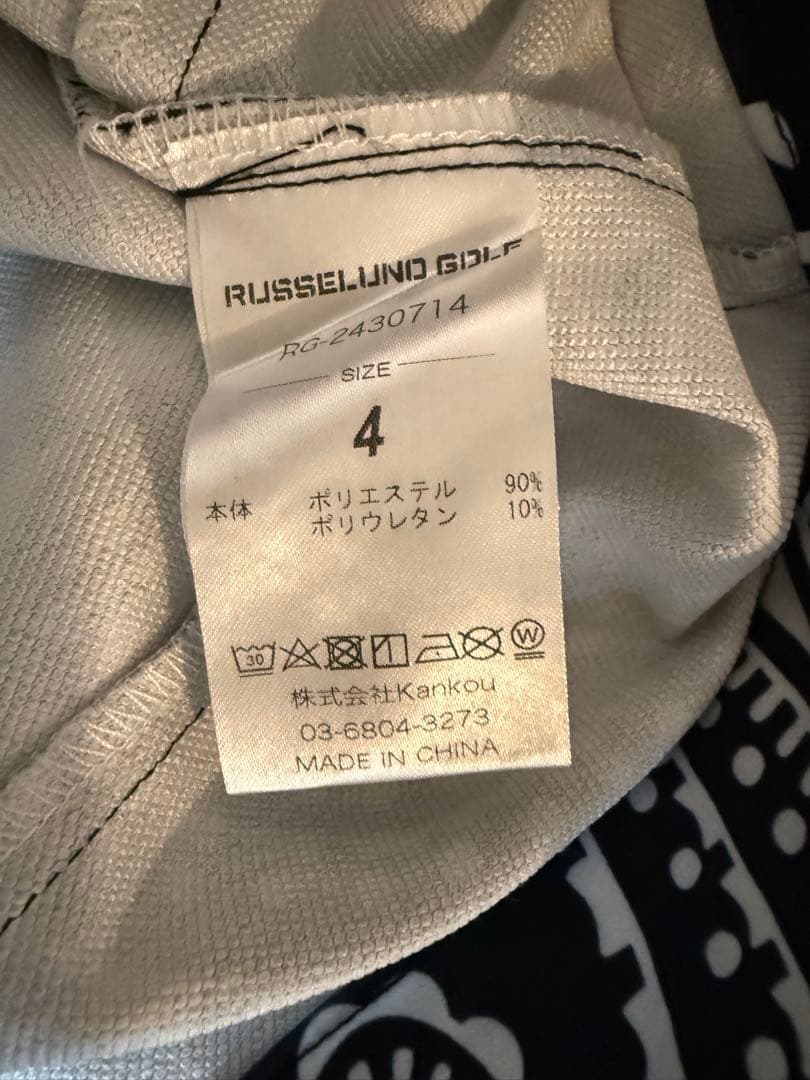 RUSSELUNO GOLF
RG-2430714
SIZE
4
本体 ポリエステル 90%
ポリウレタン 10%
30
W
株式会社Kankou
03-6804-3273
MADE IN CHINA